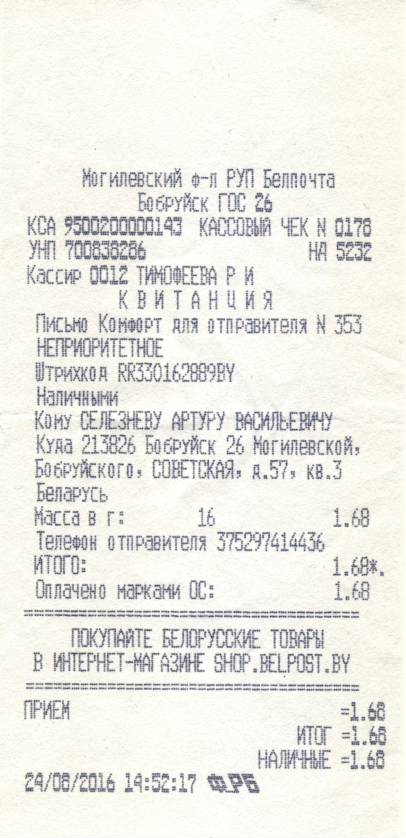 Могилевский ф-л РУП Белпочта
Бобруйск ГОС 26
КСА 9500200000143 КАССОВЫЙ ЧЕК N 0178
УНП 700838286 НД 5232
Кассир 0012 ТИМОФЕЕВА Р И
К В И Т А Н Ц И Я
Письмо Комфорт для отправителя N 353
НЕПРИОРИТЕТНОЕ
Штрихкод RR330162889BY
Наличными
Кому СЕЛЕЗНЕВУ АРТУРУ ВАСИЛЬЕВИЧУ
Куда 213826 Бобруйск 26 Могилевской,
Бобруйского, СОВЕТСКАЯ, д.57, кв.3
Беларусь
Масса в г: 16 1.68
Телефон отправителя 375297414436
ИТОГО: 1.68*.
Оплачено марками ОС: 1.68
====================================
ПОКУПАЙТЕ БЕЛОРУССКИЕ ТОВАРЫ
В ИНТЕРНЕТ-МАГАЗИНЕ SHOP.BELPOST.BY
====================================
ПРИЕМ =1.68
ИТОГ =1.68
НАЛИЧНЫЕ =1.68
24/08/2016 14:52:17 ФРБ